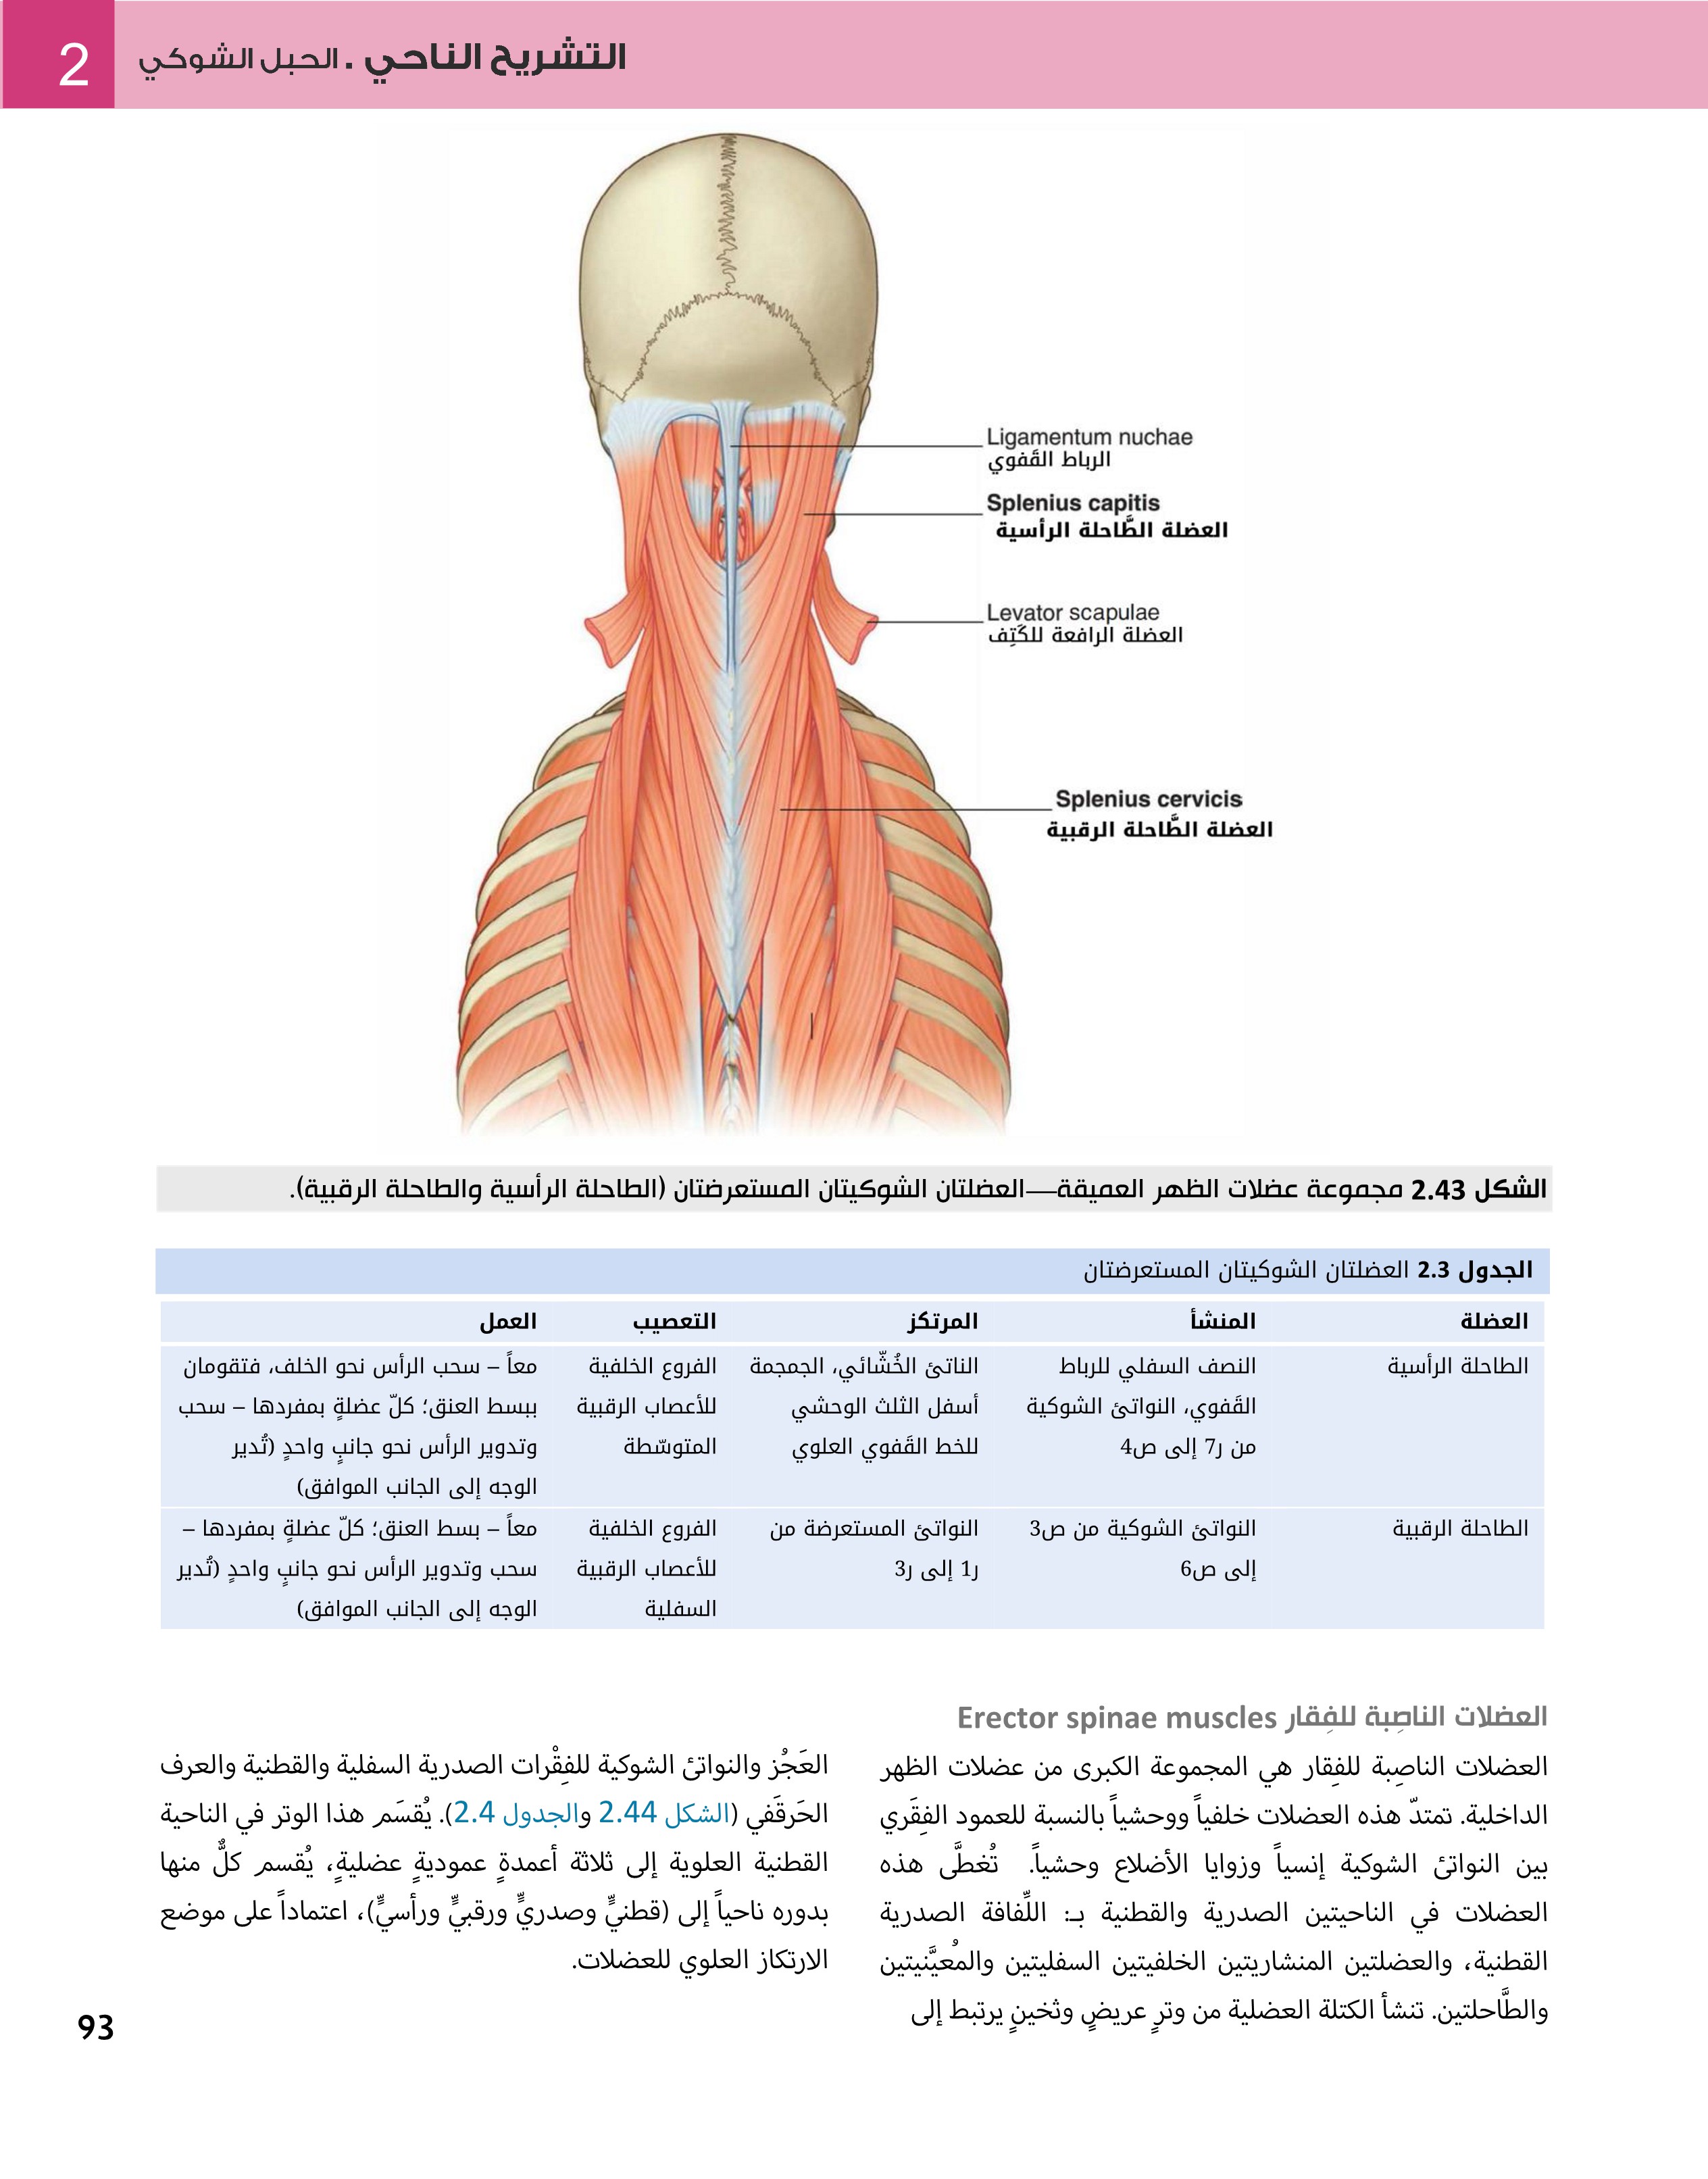 2
التشريح الناحي . الحبل الشوكي
Ligamentum nuchae
الرباط القَفوي
Splenius capitis
العضلة الطَّاحلة الرأسية
Levator scapulae
العضلة الرافعة للكَتِف
Splenius cervicis
العضلة الطَّاحلة الرقبية
الشكل 2.43 مجموعة عضلات الظهر العميقة—العضلتان الشوكيتان المستعرضتان (الطاحلة الرأسية والطاحلة الرقبية).
الجدول 2.3 العضلتان الشوكيتان المستعرضتان
العضلة المنشأ المرتكز التعصيب العمل
الطاحلة الرأسية النصف السفلي للرباط الناتئ الخُشّائي، الجمجمة الفروع الخلفية معاً – سحب الرأس نحو الخلف، فتقومان
القَفوي، النواتئ الشوكية أسفل الثلث الوحشي للأعصاب الرقبية ببسط العنق؛ كلّ عضلةٍ بمفردها – سحب
من ر7 إلى ص4 للخط القَفوي العلوي المتوسّطة وتدوير الرأس نحو جانبٍ واحدٍ (تُدير
الوجه إلى الجانب الموافق)
الطاحلة الرقبية النواتئ الشوكية من ص3 النواتئ المستعرضة من الفروع الخلفية معاً – بسط العنق؛ كلّ عضلةٍ بمفردها –
إلى ص6 ر1 إلى ر3 للأعصاب الرقبية سحب وتدوير الرأس نحو جانبٍ واحدٍ (تُدير
السفلية الوجه إلى الجانب الموافق)
العضلات الناصِبة للفِقار Erector spinae muscles
العضلات الناصِبة للفِقار هي المجموعة الكبرى من عضلات الظهر
الداخلية. تمتدّ هذه العضلات خلفياً ووحشياً بالنسبة للعمود الفِقَري
بين النواتئ الشوكية إنسياً وزوايا الأضلاع وحشياً. تُغطَّى هذه
العضلات في الناحيتين الصدرية والقطنية بـ: اللِّفافة الصدرية
القطنية، والعضلتين المنشاريتين الخلفيتين السفليتين والمُعيَّنيتين
والطَّاحلتين. تنشأ الكتلة العضلية من وترٍ عريضٍ وثخينٍ يرتبط إلى
العَجُز والنواتئ الشوكية للفِقْرات الصدرية السفلية والقطنية والعرف
الحَرقَفي (الشكل 2.44 والجدول 2.4). يُقسَم هذا الوتر في الناحية
القطنية العلوية إلى ثلاثة أعمدةٍ عموديةٍ عضليةٍ، يُقسم كلٌّ منها
بدوره ناحياً إلى (قطنيٍّ وصدريٍّ ورقبيٍّ ورأسيٍّ)، اعتماداً على موضع
الارتكاز العلوي للعضلات.
93